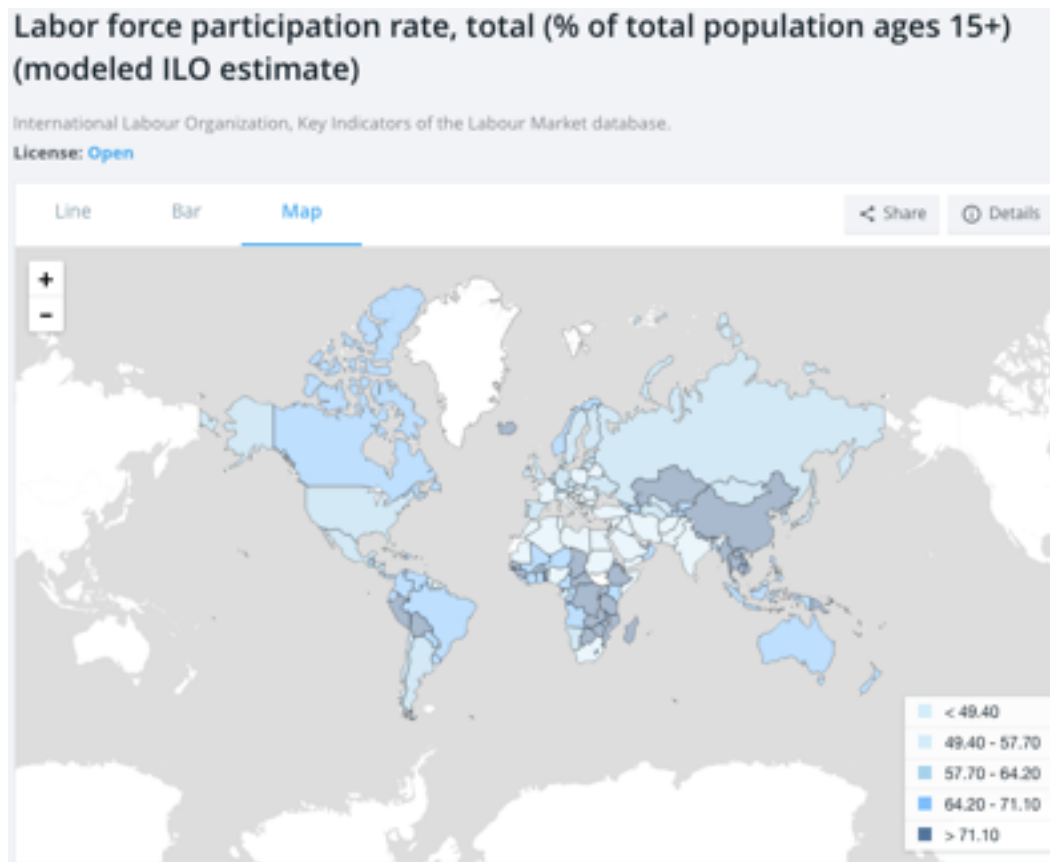 Labor force participation rate, total (% of total population ages 15+)
(modeled ILO estimate)
International Labour Organization, Key Indicators of the Labour Market database.
License: Open
Line Bar Map
Share Details
+
−
< 49.40
49.40 - 57.70
57.70 - 64.20
64.20 - 71.10
> 71.10